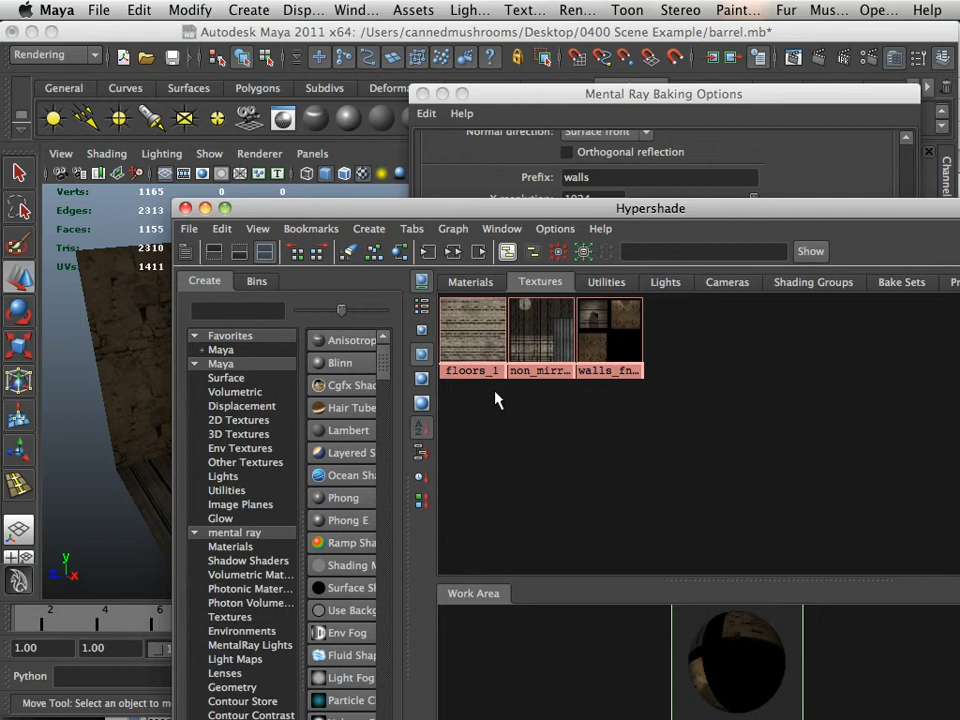 Maya File Edit Modify Create Disp... Wind... Assets Ligh... Text... Ren... Toon Stereo Paint... Fur Mus... Ope... Help
Autodesk Maya 2011 x64: /Users/cannedmushrooms/Desktop/0400 Scene Example/barrel.mb*
Rendering
General Curves Surfaces Polygons Subdivs Deforma
Mental Ray Baking Options
Edit Help
Normal direction: Surface front
Orthogonal reflection
Prefix: walls
View Shading Lighting Show Renderer Panels
Verts: 1165 0 0
Edges: 2313
Faces: 1155
Tris: 2310
UVs: 1411
Channel
Hypershade
File Edit View Bookmarks Create Tabs Graph Window Options Help
Show
Create Bins
Materials Textures Utilities Lights Cameras Shading Groups Bake Sets Pr
floors_1 non_mirr... walls_fn...
Favorites
+ Maya
Maya
Surface
Volumetric
Displacement
2D Textures
3D Textures
Env Textures
Other Textures
Lights
Utilities
Image Planes
Glow
mental ray
Materials
Shadow Shaders
Volumetric Mat...
Photonic Mater...
Photon Volume...
Textures
Environments
MentalRay Lights
Light Maps
Lenses
Geometry
Contour Store
Contour Contrast
Anisotrop
Blinn
Cgfx Shad
Hair Tube
Lambert
Layered S
Ocean Sha
Phong
Phong E
Ramp Sha
Shading M
Surface Sh
Use Backg
Env Fog
Fluid Shap
Light Fog
Particle C
Work Area
y
z x
2 4 6 8 10 12 14 16 18
1.00 1.00
Python
Move Tool: Select an object to m